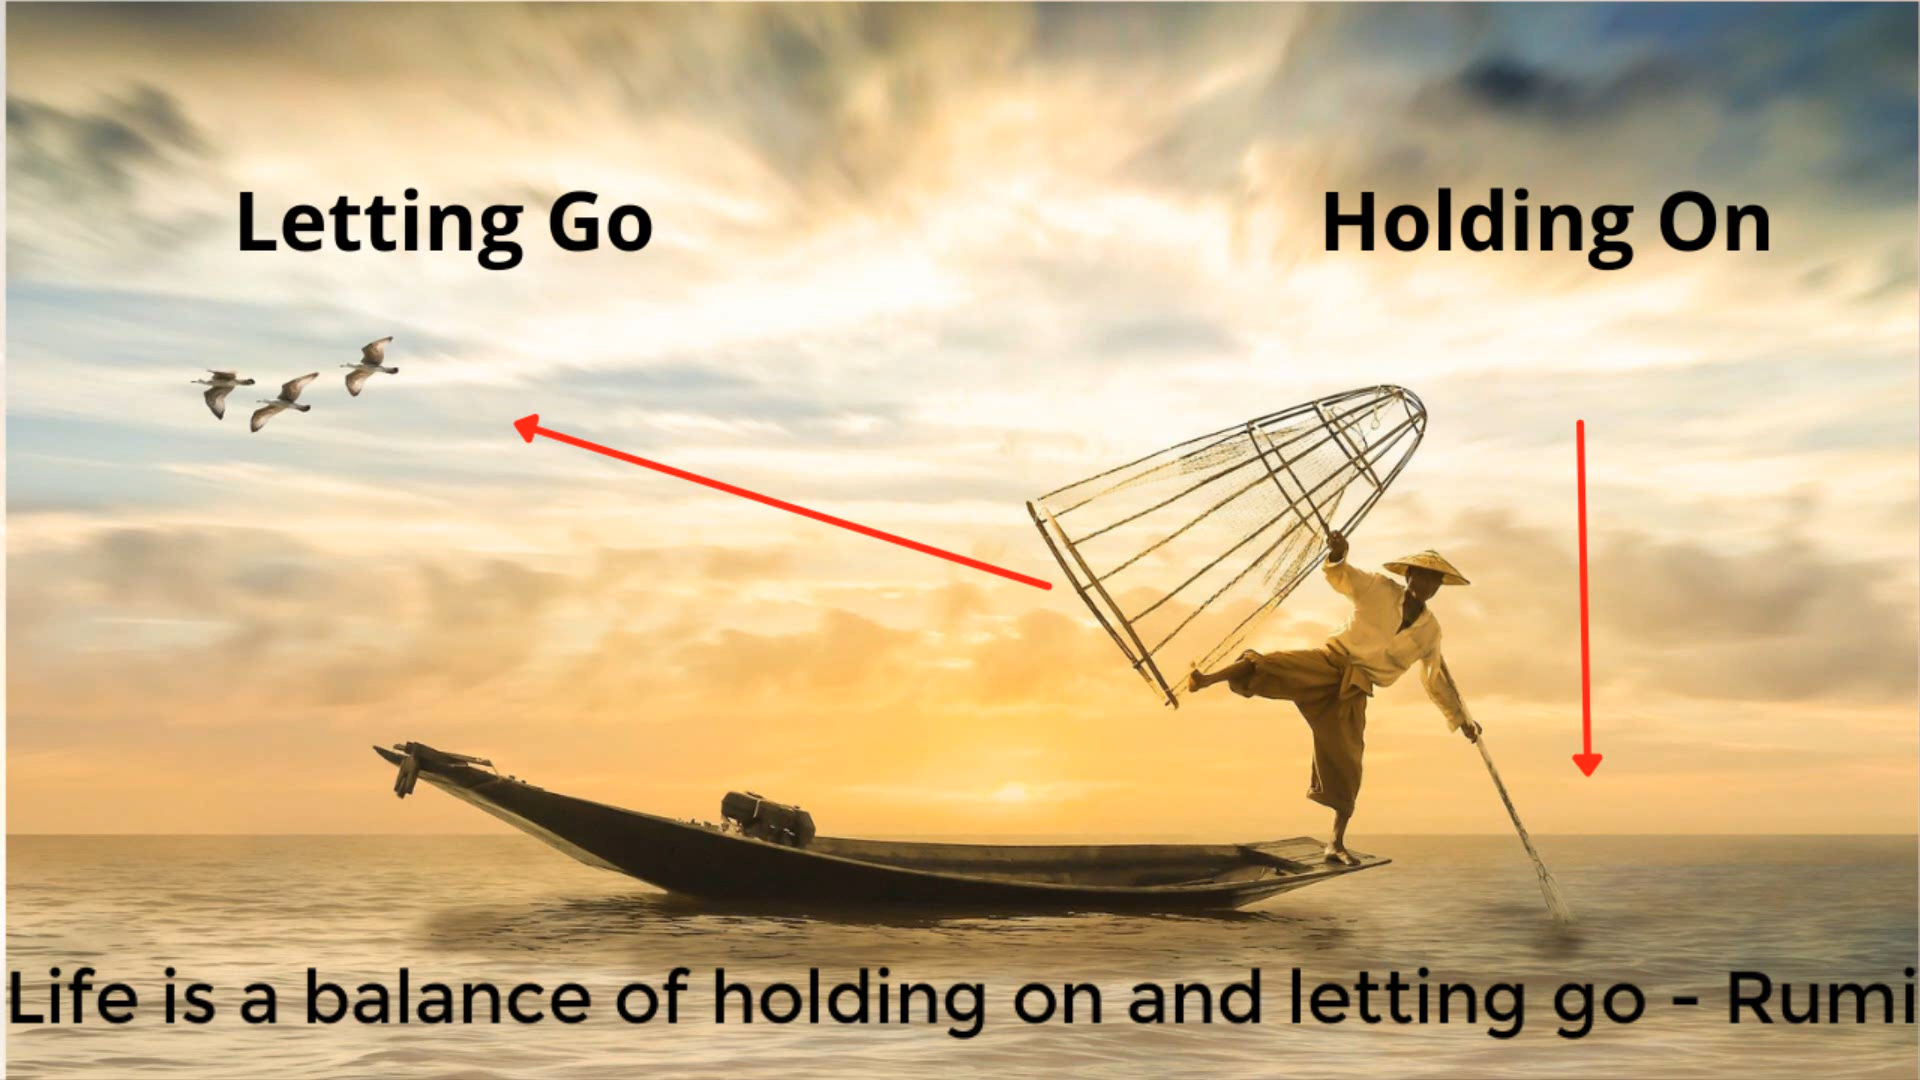 Letting Go
Holding On
Life is a balance of holding on and letting go - Rumi